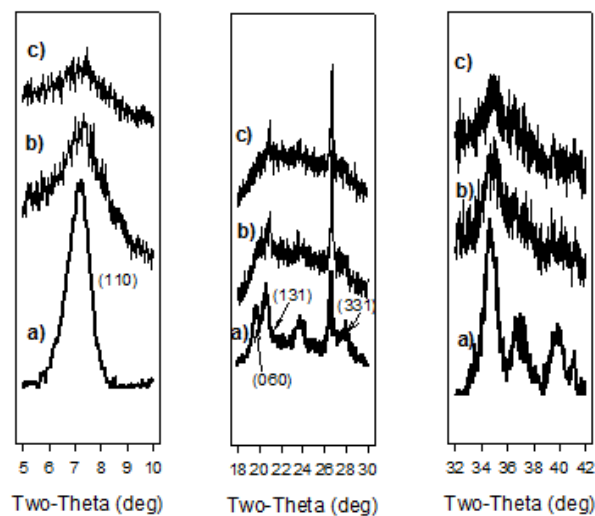 c)
b)
(110)
a)
5 6 7 8 9 10
Two-Theta (deg)
c)
b)
a)
(131)
(331)
(060)
18 20 22 24 26 28 30
Two-Theta (deg)
c)
b)
a)
32 34 36 38 40 42
Two-Theta (deg)